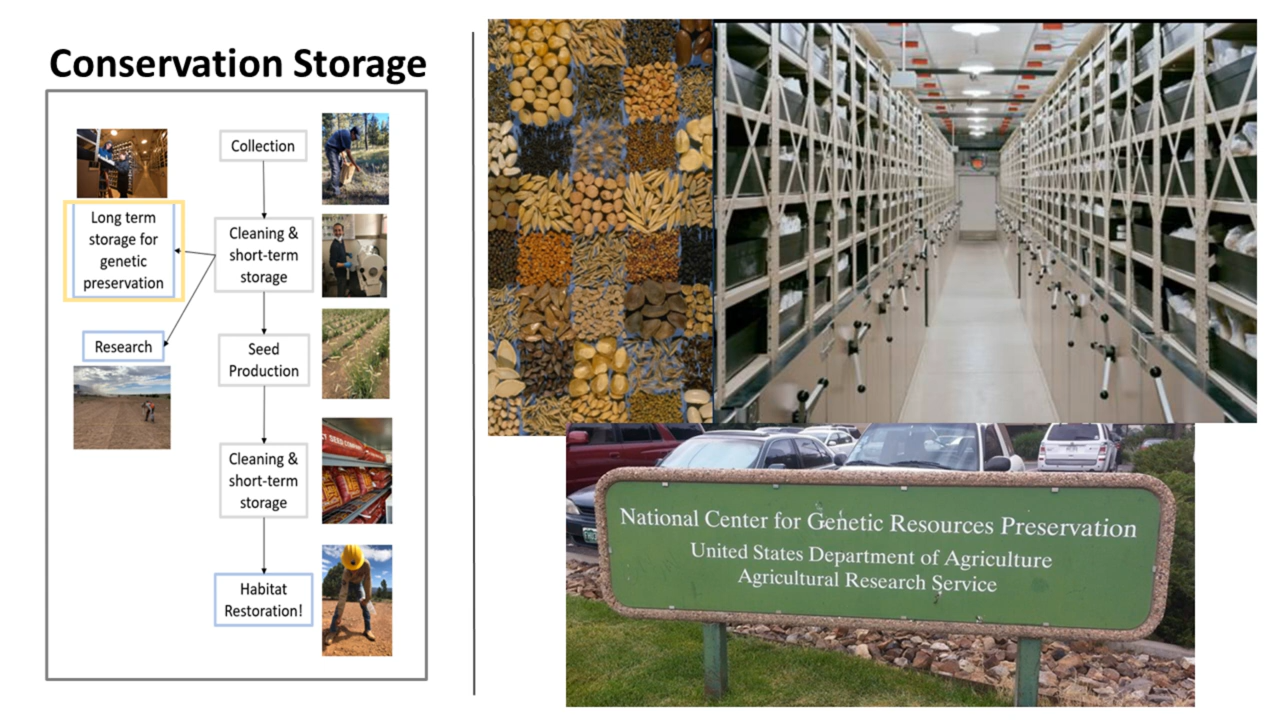 Conservation Storage
Collection
Long term
storage for
genetic
preservation
Cleaning &
short-term
storage
Research
Seed
Production
Cleaning &
short-term
storage
Habitat
Restoration!
National Center for Genetic Resources Preservation
United States Department of Agriculture
Agricultural Research Service